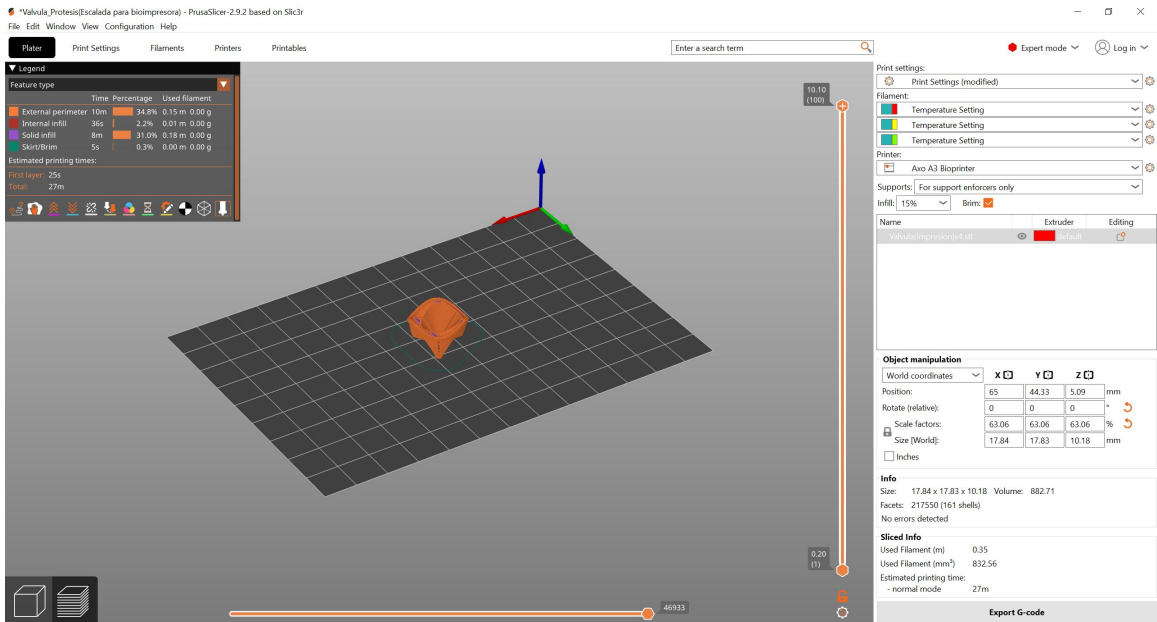 *Valvula_Protesis(Escalada para bioimpresora) - PrusaSlicer-2.9.2 based on Slic3r
File Edit Window View Configuration Help
Plater Print Settings Filaments Printers Printables Enter a search term Expert mode Log in
Legend
Feature type
Time Percentage Used filament
External perimeter 10m 34.8% 0.15 m 0.00 g
Internal infill 36s 2.2% 0.01 m 0.00 g
Solid infill 8m 31.0% 0.18 m 0.00 g
Skirt/Brim 5s 0.3% 0.00 m 0.00 g
Estimated printing times:
First layer: 25s
Total: 27m
10.10
(100)
0.20
(1)
46933
Print settings:
Print Settings (modified)
Filament:
Temperature Setting
Temperature Setting
Temperature Setting
Printer:
Axo A3 Bioprinter
Supports: For support enforcers only
Infill: 15% Brim:
Name Extruder Editing
ValvulaImpresion|v4.stl default
Object manipulation
World coordinates X Y Z
Position: 65 44.33 5.09 mm
Rotate (relative): 0 0 0 °
Scale factors: 63.06 63.06 63.06 %
Size [World]: 17.84 17.83 10.18 mm
Inches
Info
Size: 17.84 x 17.83 x 10.18 Volume: 882.71
Facets: 217550 (161 shells)
No errors detected
Sliced Info
Used Filament (m) 0.35
Used Filament (mm³) 832.56
Estimated printing time:
- normal mode 27m
Export G-code